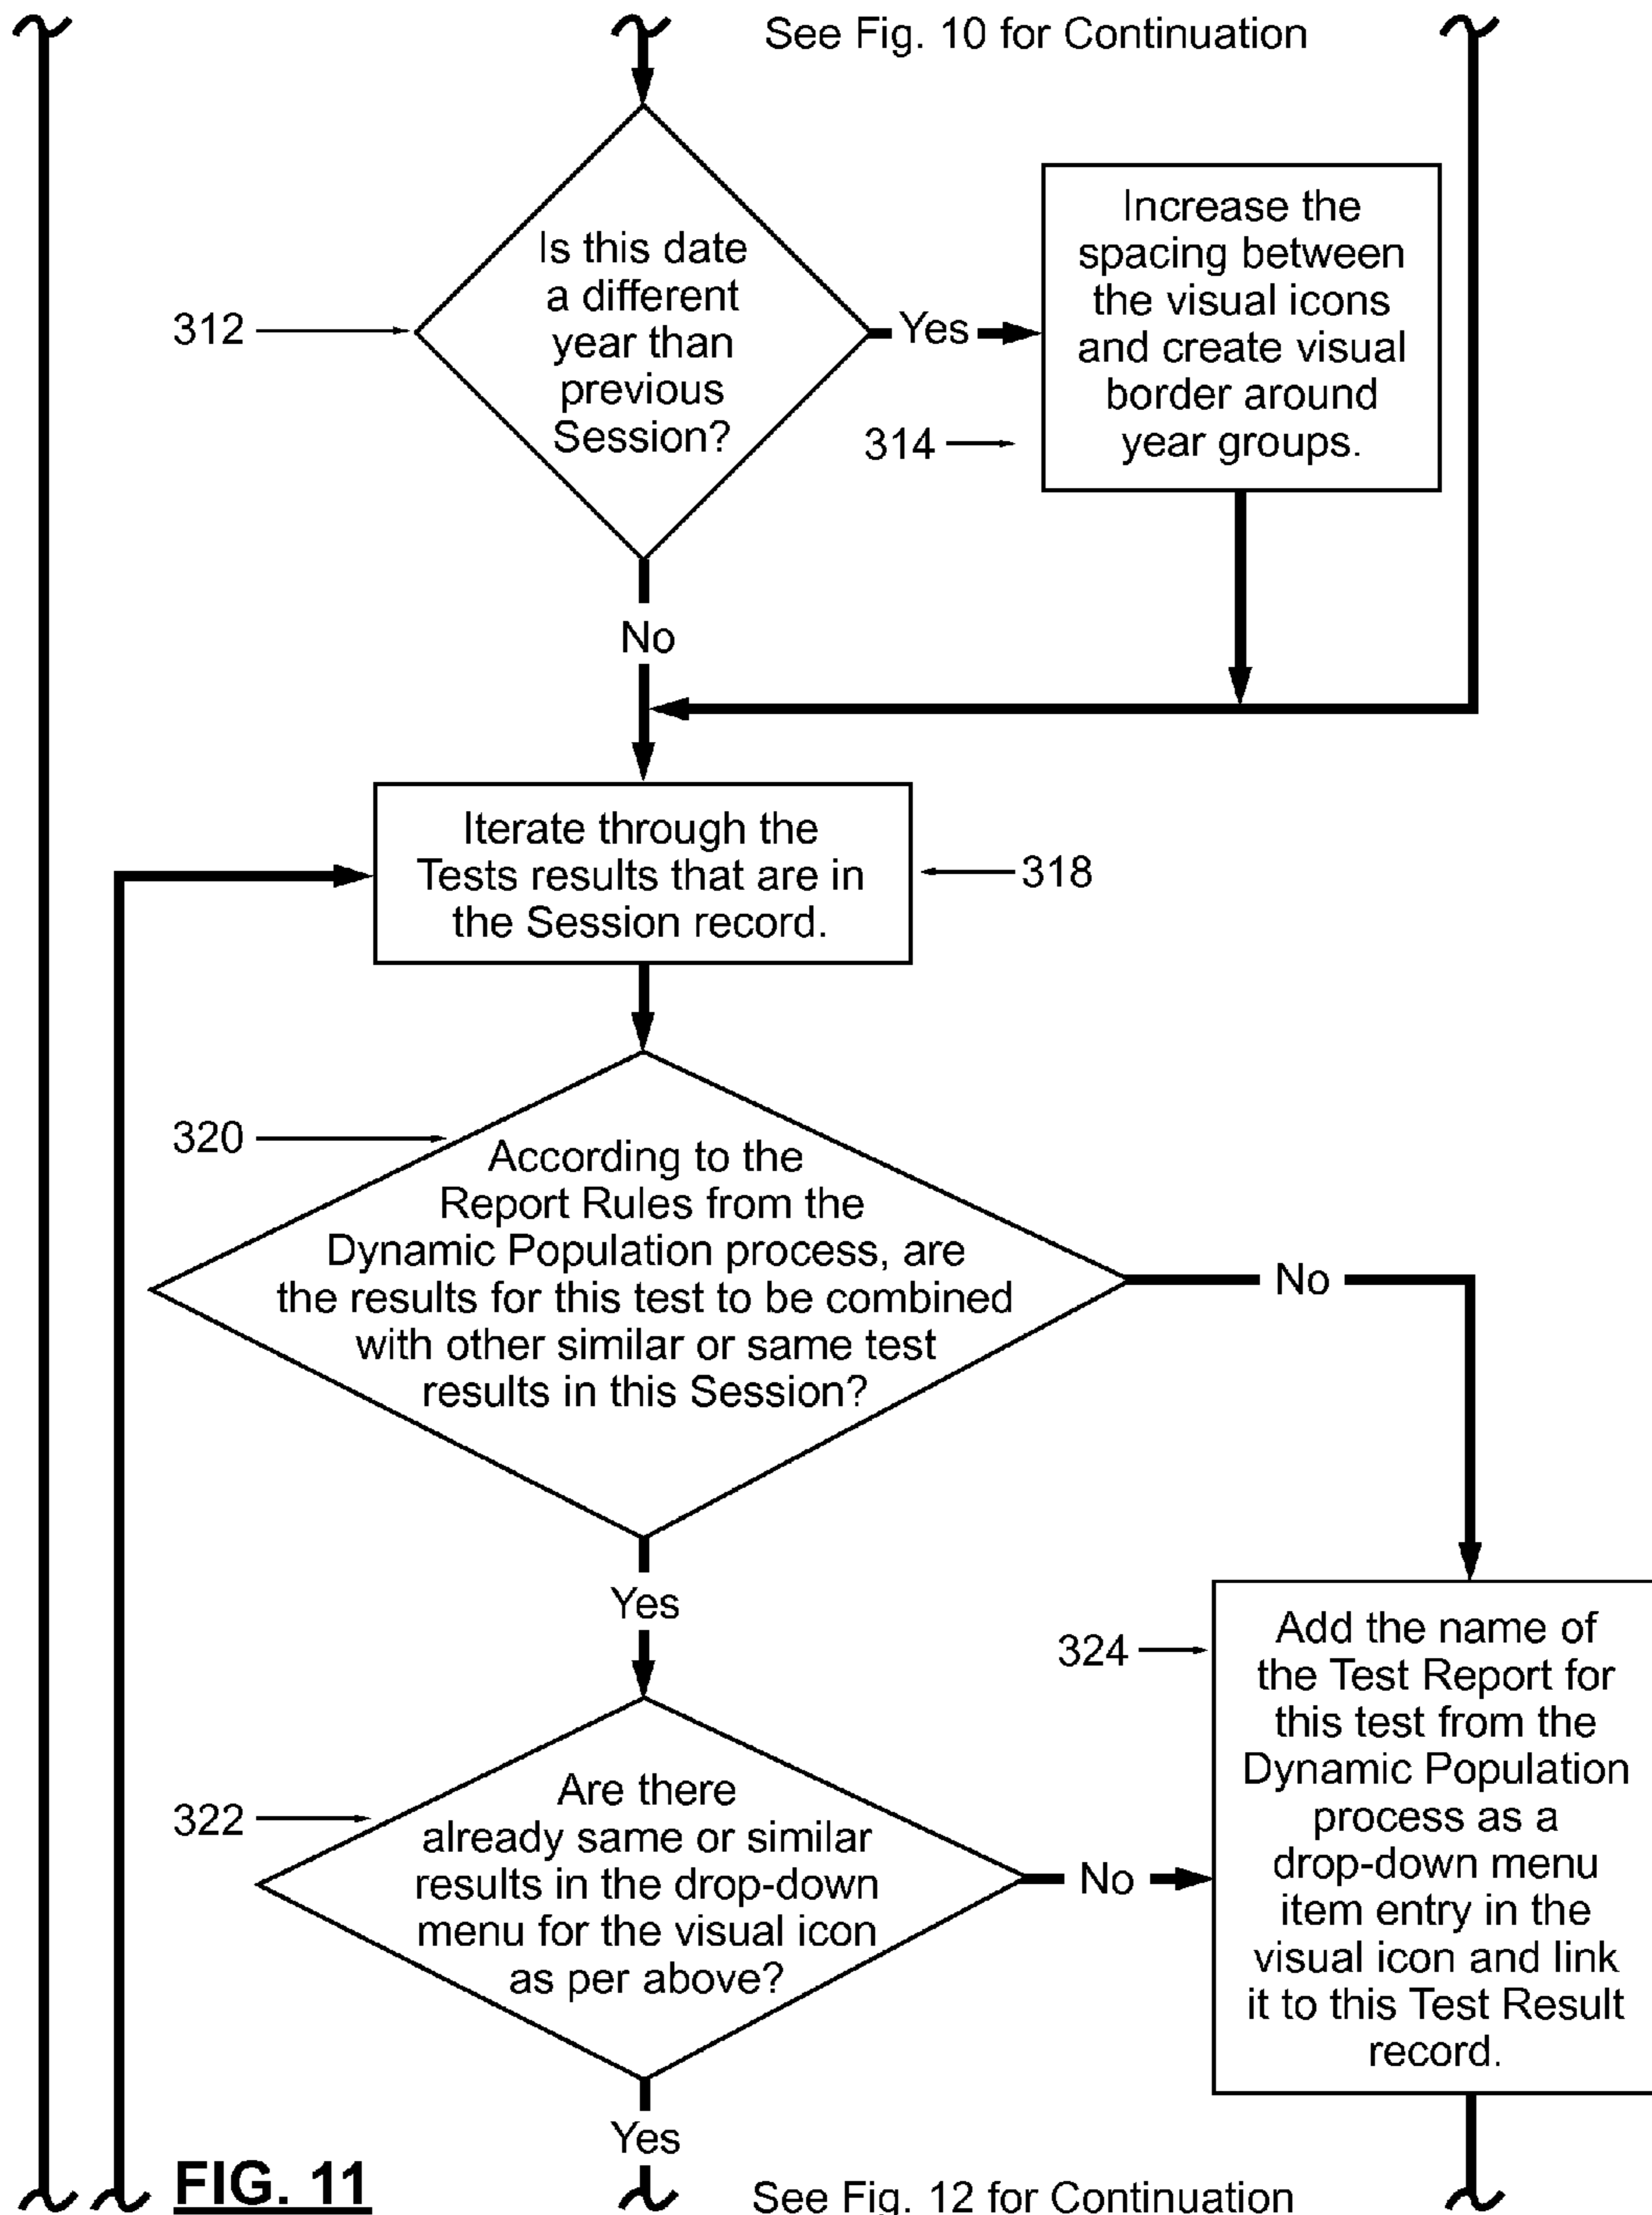 See Fig. 10 for Continuation
Is this date
a different
year than
previous
Session?
312
Yes
Increase the
spacing between
the visual icons
and create visual
border around
year groups.
314
No
Iterate through the
Tests results that are in
the Session record.
318
320
According to the
Report Rules from the
Dynamic Population process, are
the results for this test to be combined
with other similar or same test
results in this Session?
No
Yes
324
Add the name of
the Test Report for
this test from the
Dynamic Population
process as a
drop-down menu
item entry in the
visual icon and link
it to this Test Result
record.
322
Are there
already same or similar
results in the drop-down
menu for the visual icon
as per above?
No
Yes
FIG. 11
See Fig. 12 for Continuation